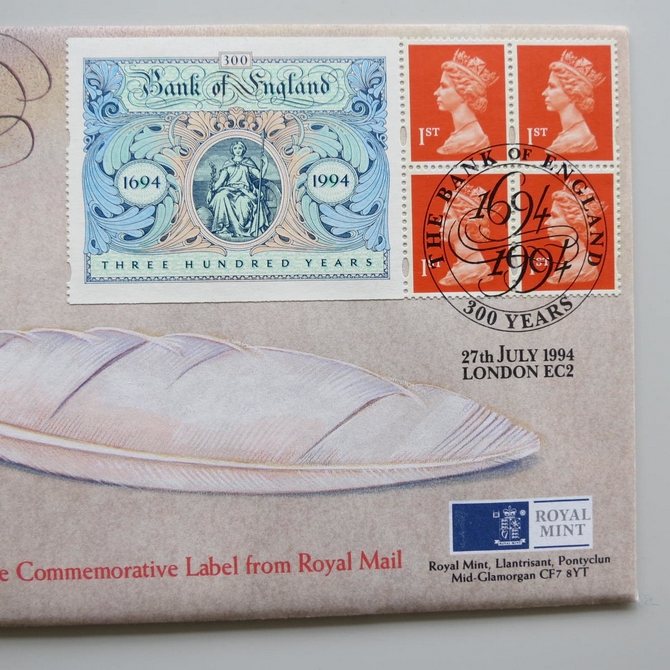 300
Bank of England
1694
1994
THREE HUNDRED YEARS
1ST
1ST
1ST
1ST
THE BANK OF ENGLAND
1694
1994
300 YEARS
27th JULY 1994
LONDON EC2
Commemorative Label from Royal Mail
ROYAL
MINT
Royal Mint, Llantrisant, Pontyclun
Mid-Glamorgan CF7 8YT